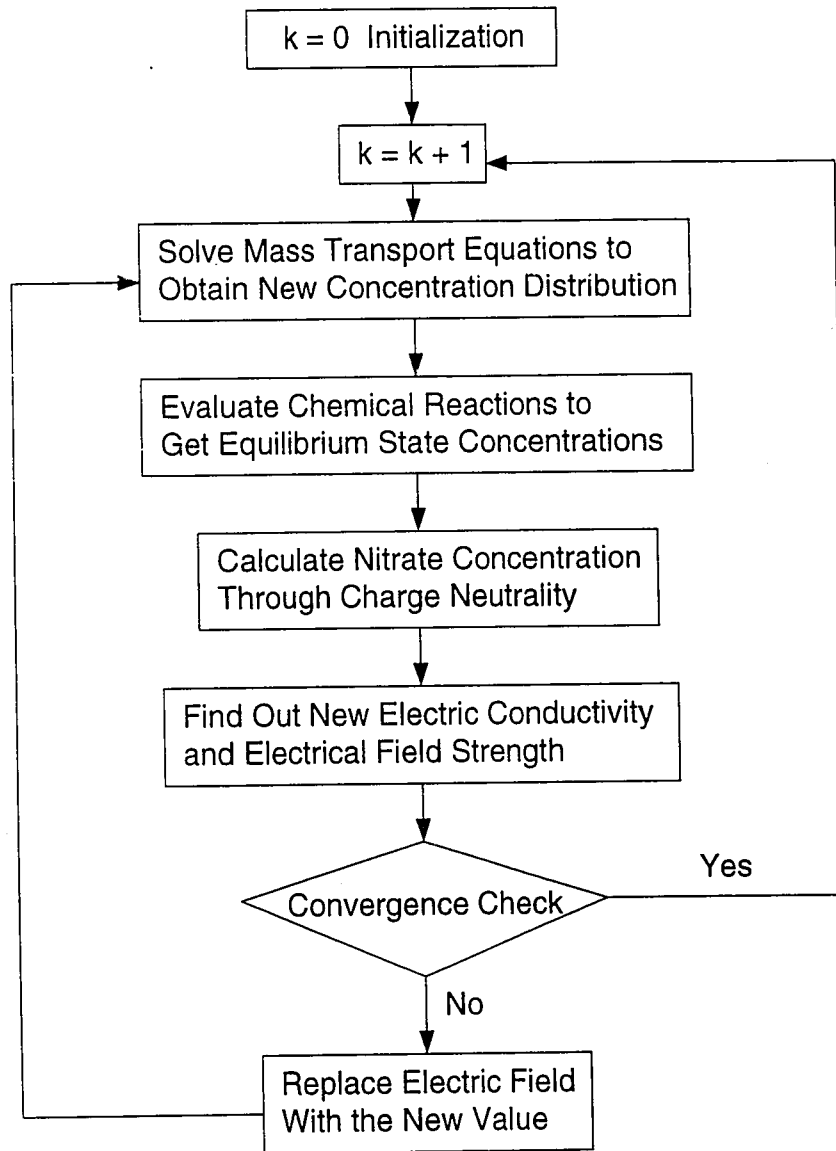 k = 0 Initialization
k = k + 1
Solve Mass Transport Equations to
Obtain New Concentration Distribution
Evaluate Chemical Reactions to
Get Equilibrium State Concentrations
Calculate Nitrate Concentration
Through Charge Neutrality
Find Out New Electric Conductivity
and Electrical Field Strength
Convergence Check
Yes
No
Replace Electric Field
With the New Value